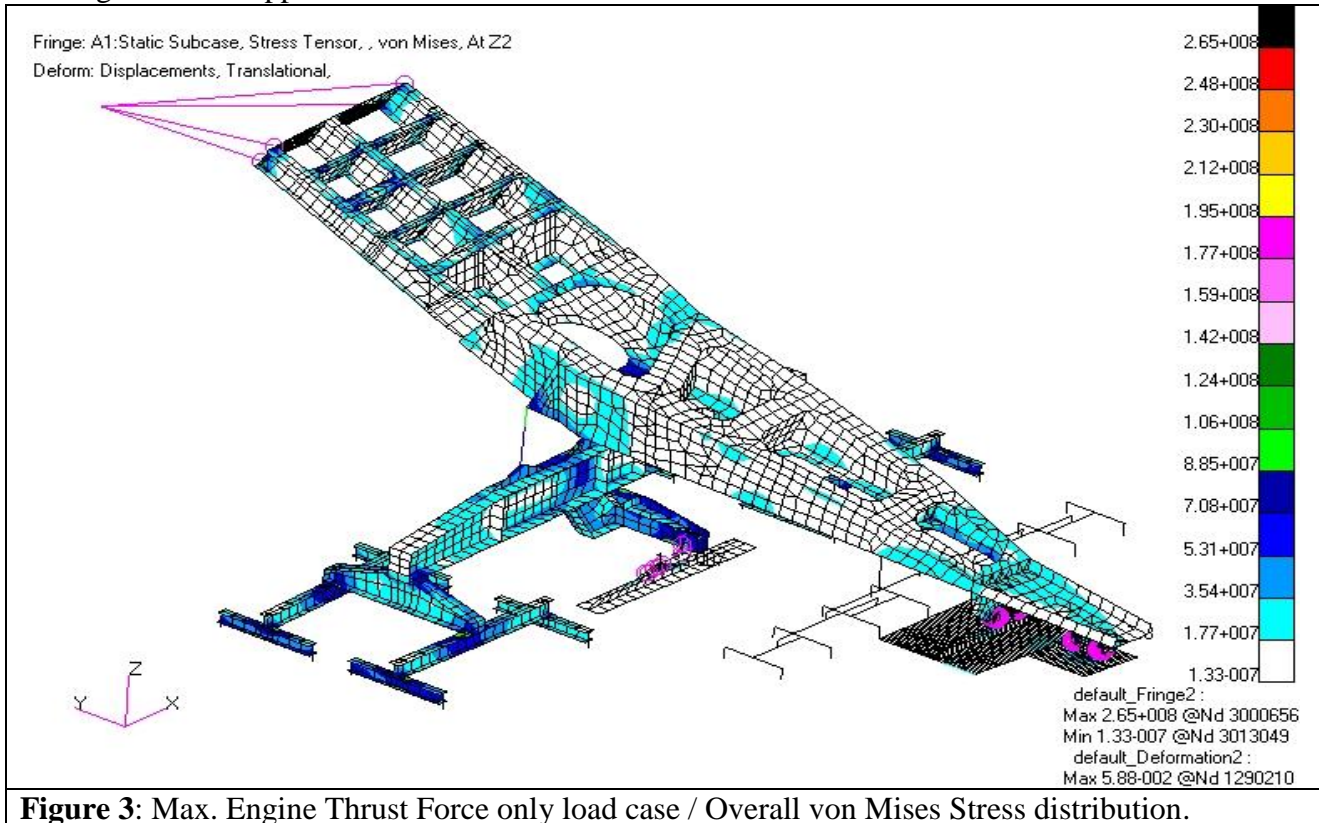 Fringe: A1:Static Subcase, Stress Tensor, , von Mises, At Z2
Deform: Displacements, Translational,
2.65+008
2.48+008
2.30+008
2.12+008
1.95+008
1.77+008
1.59+008
1.42+008
1.24+008
1.06+008
8.85+007
7.08+007
5.31+007
3.54+007
1.77+007
1.33-007
default_Fringe2 :
Max 2.65+008 @Nd 3000656
Min 1.33-007 @Nd 3013049
default_Deformation2 :
Max 5.88-002 @Nd 1290210
Z
Y X
Figure 3: Max. Engine Thrust Force only load case / Overall von Mises Stress distribution.